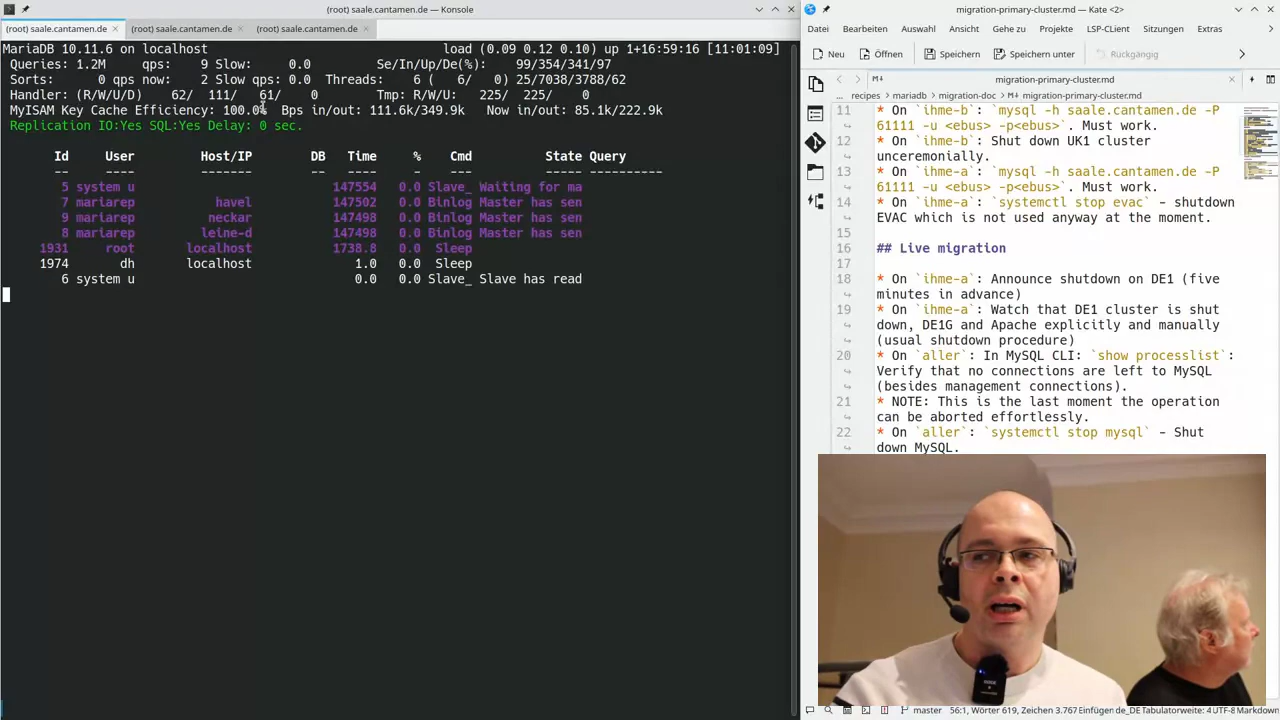 (root) saale.cantamen.de — Konsole
(root) saale.cantamen.de
(root) saale.cantamen.de
(root) saale.cantamen.de
MariaDB 10.11.6 on localhost load (0.09 0.12 0.10) up 1+16:59:16 [11:01:09]
Queries: 1.2M qps: 9 Slow: 0.0 Se/In/Up/De(%): 99/354/341/97
Sorts: 0 qps now: 2 Slow qps: 0.0 Threads: 6 ( 6/ 0) 25/7038/3788/62
Handler: (R/W/U/D) 62/ 111/ 61/ 0 Tmp: R/W/U: 225/ 225/ 0
MyISAM Key Cache Efficiency: 100.0% Bps in/out: 111.6k/349.9k Now in/out: 85.1k/222.9k
Replication IO:Yes SQL:Yes Delay: 0 sec.
Id User Host/IP DB Time % Cmd State Query
-- ---- ------- -- ---- - --- ----- ----------
5 system u 147554 0.0 Slave_ Waiting for ma
7 mariarep havel 147502 0.0 Binlog Master has sen
9 mariarep neckar 147498 0.0 Binlog Master has sen
8 mariarep leine-d 147498 0.0 Binlog Master has sen
1931 root localhost 1738.8 0.0 Sleep
1974 dh localhost 1.0 0.0 Sleep
6 system u 0.0 0.0 Slave_ Slave has read
migration-primary-cluster.md — Kate <2>
Datei Bearbeiten Auswahl Ansicht Gehe zu Projekte LSP-CLient Sitzungen Extras
Neu Öffnen Speichern Speichern unter Rückgängig
migration-primary-cluster.md
... recipes mariadb migration-doc migration-primary-cluster.md
11 * On `ihme-b`: `mysql -h saale.cantamen.de -P
61111 -u <ebus> -p<ebus>`. Must work.
12 * On `ihme-b`: Shut down UK1 cluster
unceremonially.
13 * On `ihme-a`: `mysql -h saale.cantamen.de -P
61111 -u <ebus> -p<ebus>`. Must work.
14 * On `ihme-a`: `systemctl stop evac` - shutdown
EVAC which is not used anyway at the moment.
15
16 ## Live migration
17
18 * On `ihme-a`: Announce shutdown on DE1 (five
minutes in advance)
19 * On `ihme-a`: Watch that DE1 cluster is shut
down, DE1G and Apache explicitly and manually
(usual shutdown procedure)
20 * On `aller`: In MySQL CLI: `show processlist`:
Verify that no connections are left to MySQL
(besides management connections).
21 * NOTE: This is the last moment the operation
can be aborted effortlessly.
22 * On `aller`: `systemctl stop mysql` - Shut
down MySQL.
master 56:1, Wörter 619, Zeichen 3.767 Einfügen de_DE Tabulatorweite: 4 UTF-8 Markdown